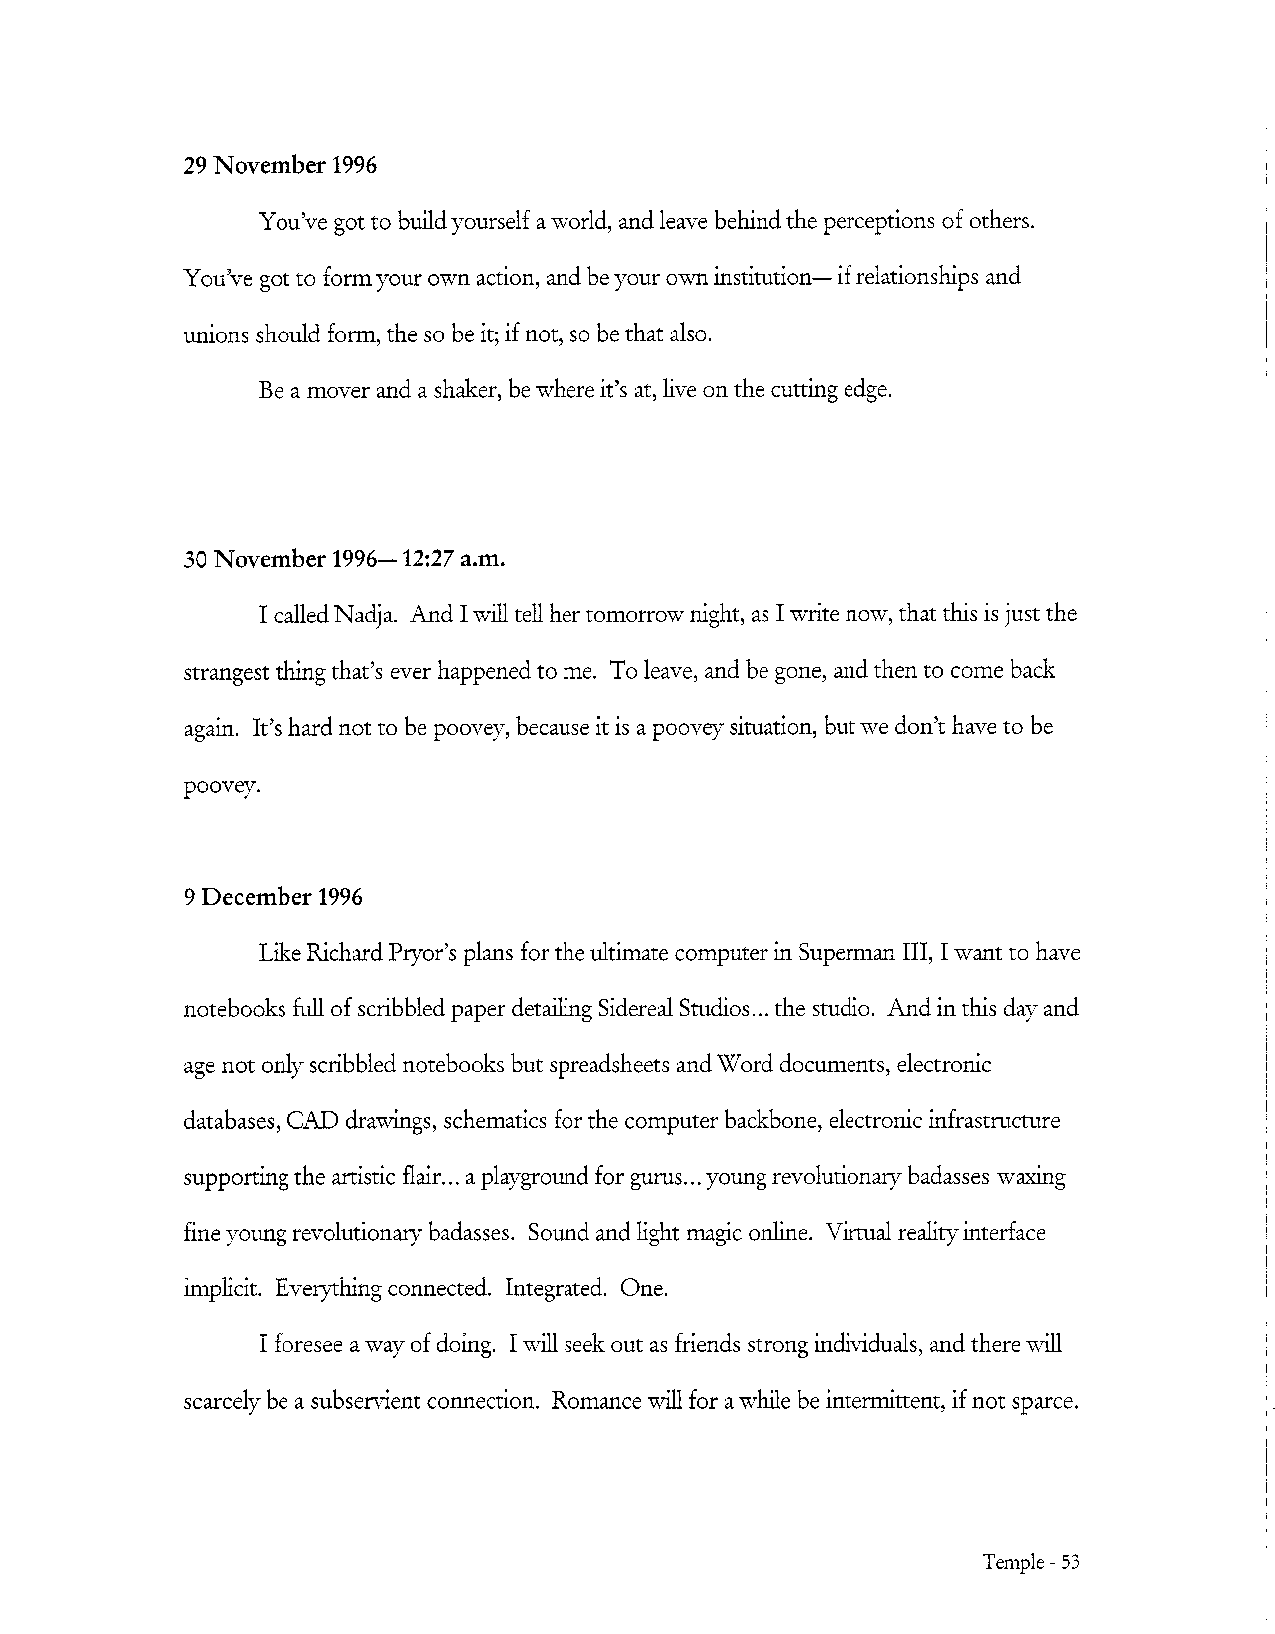 29 November 1996
You've got to build yourself a world, and leave behind the perceptions of others.
You've got to form your own action, and be your own institution— if relationships and
unions should form, the so be it; if not, so be that also.
Be a mover and a shaker, be where it's at, live on the cutting edge.
30 November 1996— 12:27 a.m.
I called Nadja. And I will tell her tomorrow night, as I write now, that this is just the
strangest thing that's ever happened to me. To leave, and be gone, and then to come back
again. It's hard not to be poovey, because it is a poovey situation, but we don't have to be
poovey.
9 December 1996
Like Richard Pryor's plans for the ultimate computer in Superman III, I want to have
notebooks full of scribbled paper detailing Sidereal Studios... the studio. And in this day and
age not only scribbled notebooks but spreadsheets and Word documents, electronic
databases, CAD drawings, schematics for the computer backbone, electronic infrastructure
supporting the artistic flair... a playground for gurus... young revolutionary badasses waxing
fine young revolutionary badasses. Sound and light magic online. Virtual reality interface
implicit. Everything connected. Integrated. One.
I foresee a way of doing. I will seek out as friends strong individuals, and there will
scarcely be a subservient connection. Romance will for a while be intermittent, if not sparce.
Temple - 53